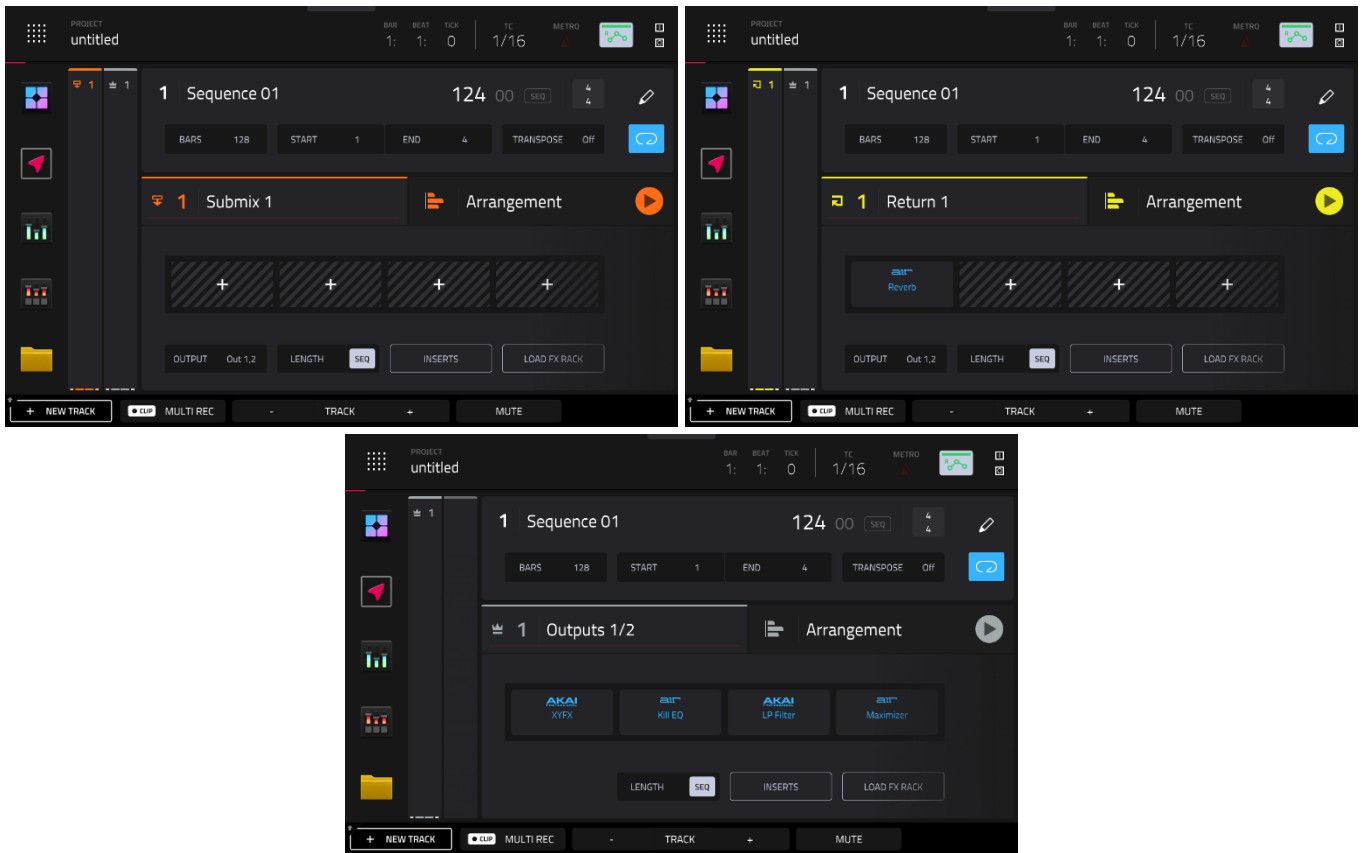 PROJECT BAR BEAT TICK TC METRO
untitled 1: 1: 0 1/16
1 1
1 Sequence 01 124 00 SEQ 4 4
BARS 128 START 1 END 4 TRANSPOSE Off
1 Submix 1 Arrangement
+ + + +
OUTPUT Out 1,2 LENGTH SEQ INSERTS LOAD FX RACK
+ NEW TRACK CLIP MULTI REC - TRACK + MUTE
PROJECT BAR BEAT TICK TC METRO
untitled 1: 1: 0 1/16
1 1
1 Sequence 01 124 00 SEQ 4 4
BARS 128 START 1 END 4 TRANSPOSE Off
1 Return 1 Arrangement
air
Reverb + + +
OUTPUT Out 1,2 LENGTH SEQ INSERTS LOAD FX RACK
+ NEW TRACK CLIP MULTI REC - TRACK + MUTE
PROJECT BAR BEAT TICK TC METRO
untitled 1: 1: 0 1/16
1
1 Sequence 01 124 00 SEQ 4 4
BARS 128 START 1 END 4 TRANSPOSE Off
1 Outputs 1/2 Arrangement
AKAI air AKAI air
XYFX Kill EQ LP Filter Maximizer
LENGTH SEQ INSERTS LOAD FX RACK
+ NEW TRACK CLIP MULTI REC - TRACK + MUTE